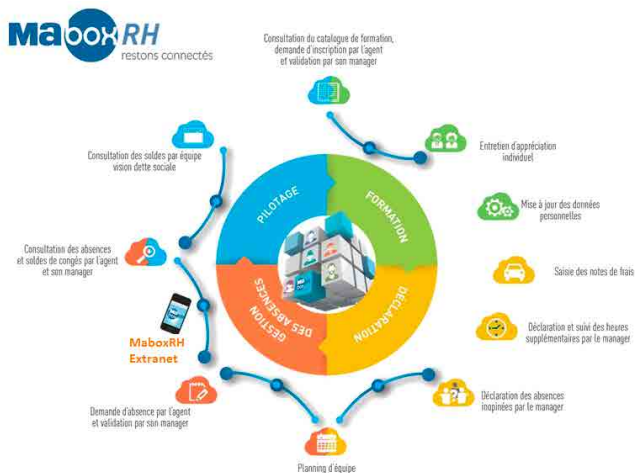 MaboxRH
restons connectés
Consultation du catalogue de formation,
demande d'inscription par l'agent
et validation par son manager
Entretien d'appréciation
individuel
Consultation des soldes par équipe
vision dette sociale
PILOTAGE
FORMATION
Mise à jour des données
personnelles
Consultation des absences
et soldes de congés par l'agent
et son manager
Mabox
Saisie des notes de frais
GESTION
DES ABSENCES
DÉCLARATION
MaboxRH
Extranet
Déclaration et suivi des heures
supplémentaires par le manager
Demande d'absence par l'agent
et validation par son manager
Déclaration des absences
inopinées par le manager
Planning d'équipe